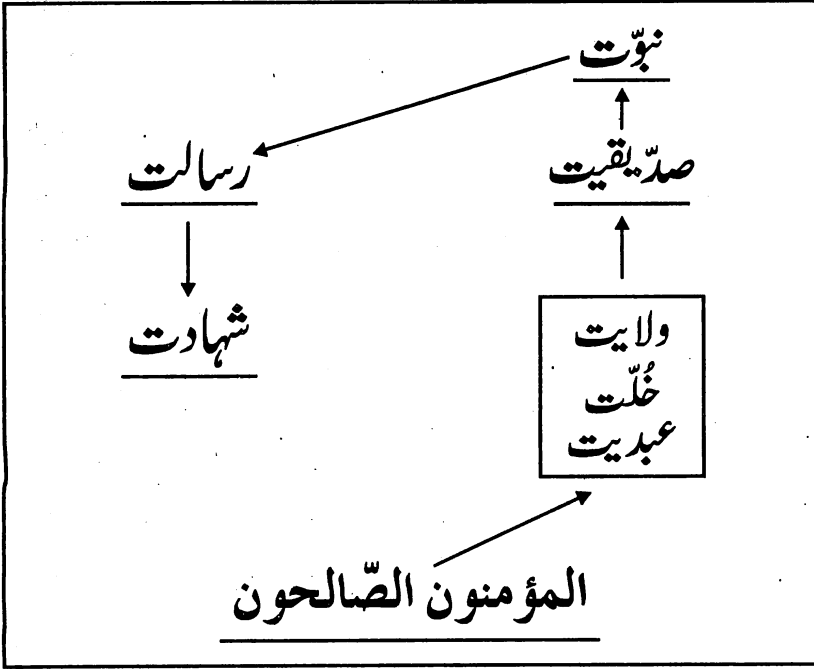 نبوّت
صدّیقیت
رسالت
شہادت
ولایت
خُلّت
عبدیت
المؤمنون الصّالحون